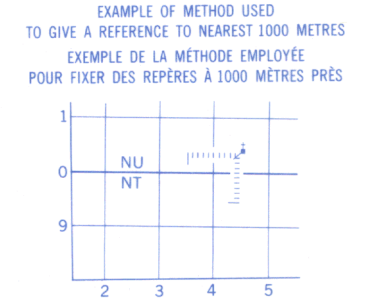 EXAMPLE OF METHOD USED
TO GIVE A REFERENCE TO NEAREST 1000 METRES
EXEMPLE DE LA MÉTHODE EMPLOYÉE
POUR FIXER DES REPÈRES À 1000 MÈTRES PRÈS
1
NU
0
NT
9
2 3 4 5